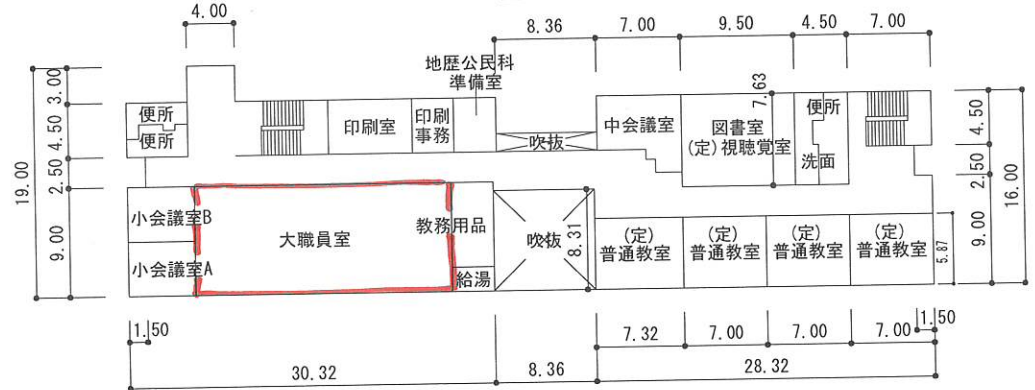 4.00
8.36
7.00
9.50
4.50
7.00
地歴公民科
準備室
3.00
4.50
2.50
9.00
19.00
便所
便所
印刷室
印刷
事務
吹抜
中会議室
図書室
(定)視聴覚室
7.63
便所
洗面
4.50
2.50
9.00
16.00
小会議室B
小会議室A
大職員室
教務用品
給湯
吹抜
8.31
(定)
普通教室
(定)
普通教室
(定)
普通教室
(定)
普通教室
5.87
1.50
7.32
7.00
7.00
7.00
1.50
30.32
8.36
28.32